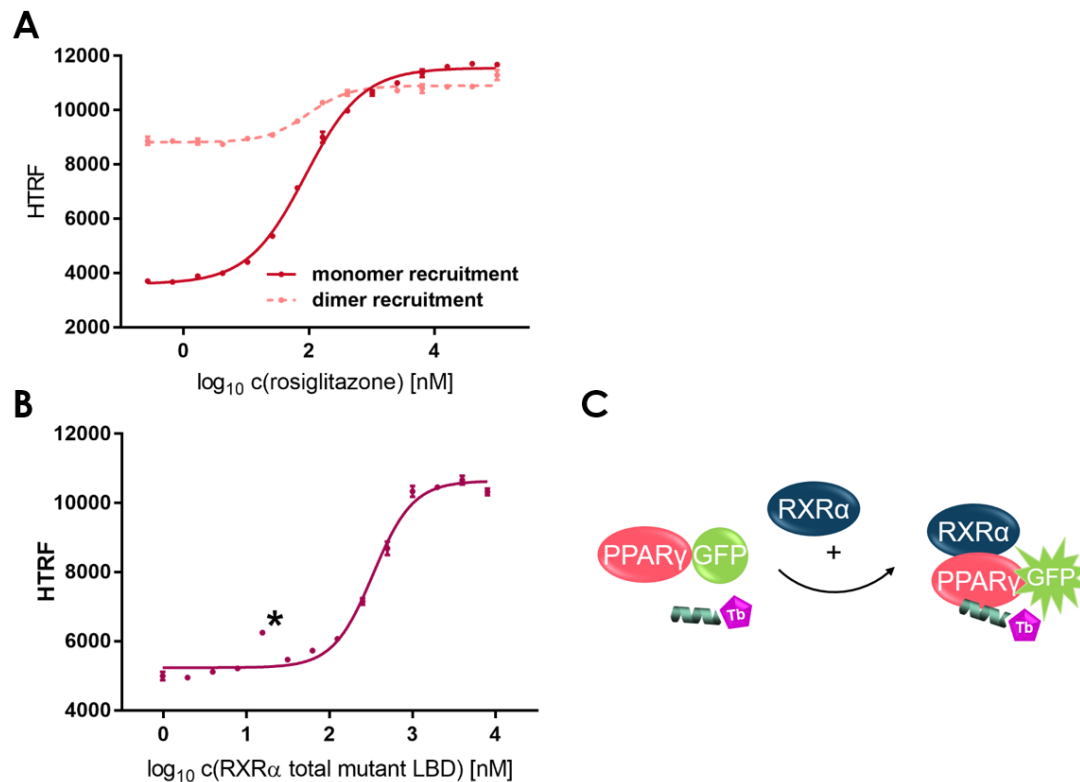 A
12000
10000
8000
6000
4000
2000
HTRF
monomer recruitment
dimer recruitment
0 2 4
log₁₀ c(rosiglitazone) [nM]
B
12000
10000
8000
6000
4000
HTRF
*
0 1 2 3 4
log₁₀ c(RXRα total mutant LBD) [nM]
C
RXRα
PPARγ GFP
+
Tb
RXRα
PPARγ GFP
Tb